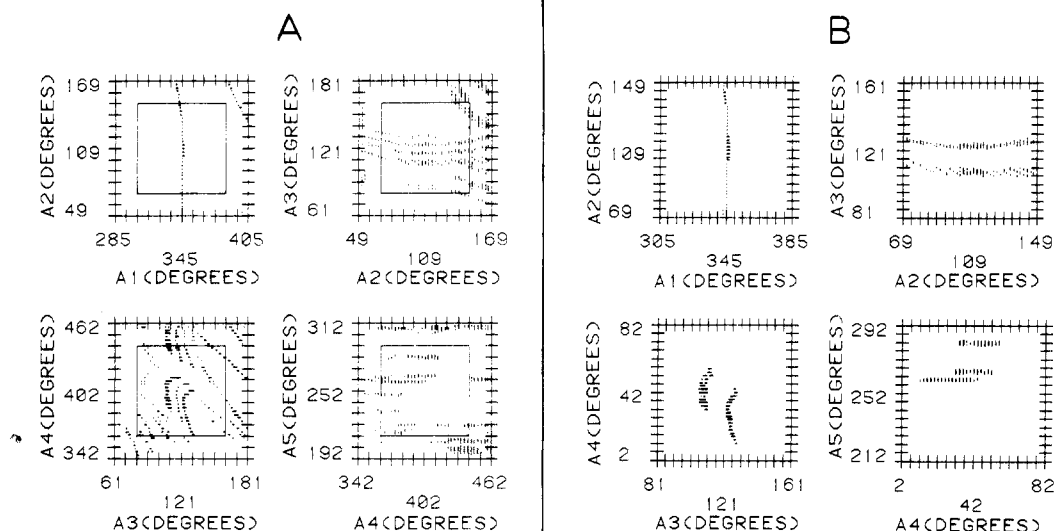 A
A2(DEGREES)
169
109
49
285
405
345
A1(DEGREES)
A3(DEGREES)
181
121
61
49
169
109
A2(DEGREES)
A4(DEGREES)
462
402
342
61
181
121
A3(DEGREES)
A5(DEGREES)
312
252
192
342
462
402
A4(DEGREES)
B
A2(DEGREES)
149
109
69
305
385
345
A1(DEGREES)
A3(DEGREES)
161
121
81
69
149
109
A2(DEGREES)
A4(DEGREES)
82
42
2
81
161
121
A3(DEGREES)
A5(DEGREES)
292
252
212
2
82
42
A4(DEGREES)